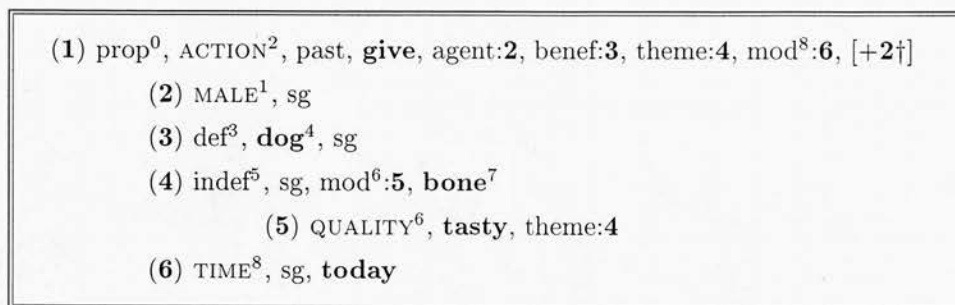 (1) prop⁰, ACTION², past, give, agent:2, benef:3, theme:4, mod⁸:6, [+2†]
(2) MALE¹, sg
(3) def³, dog⁴, sg
(4) indef⁵, sg, mod⁶:5, bone⁷
(5) QUALITY⁶, tasty, theme:4
(6) TIME⁸, sg, today